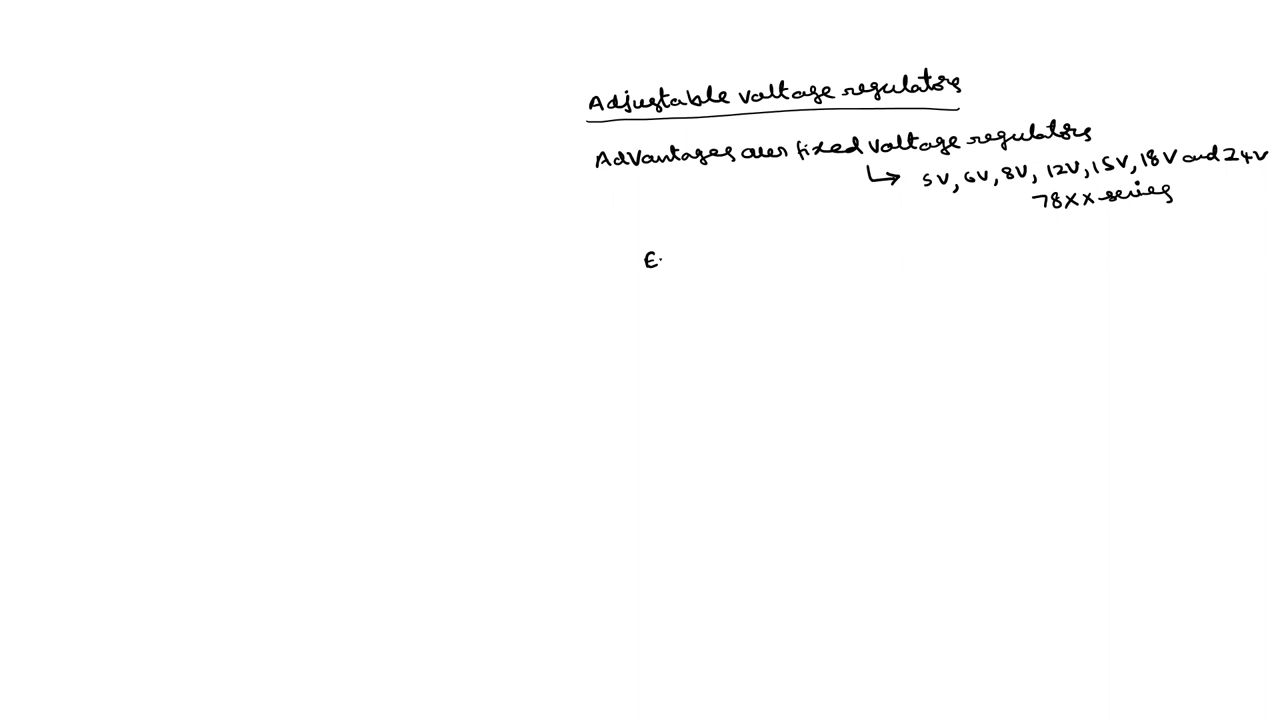 Adjustable voltage regulators
Advantages over fixed voltage regulators
↳ 5V, 6V, 8V, 12V, 15V, 18V and 24V
78XX series
E.